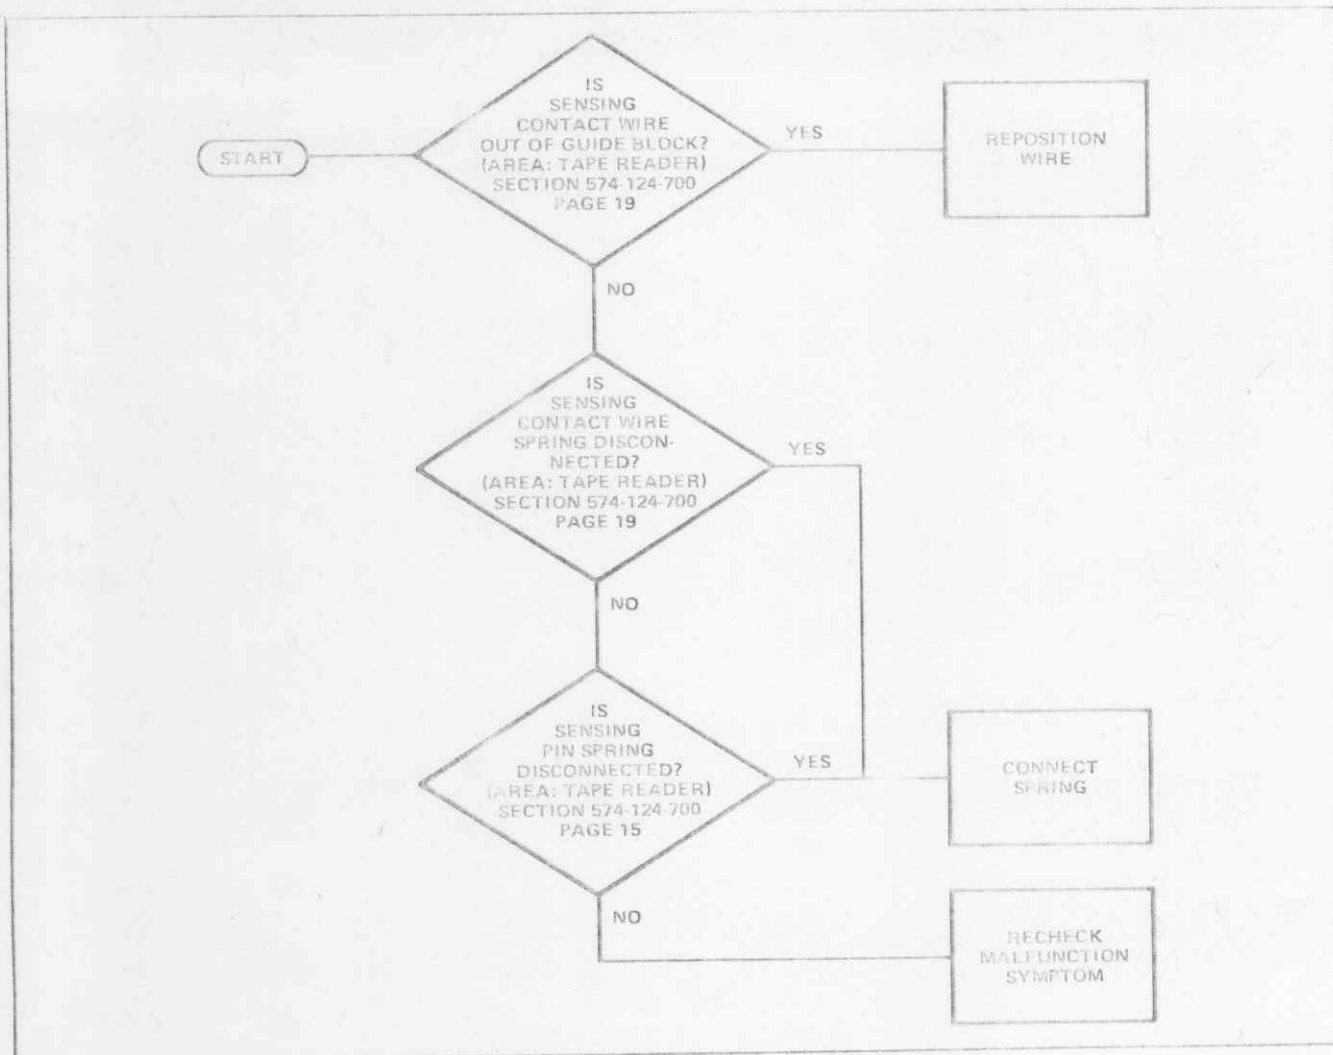 START
IS
SENSING
CONTACT WIRE
OUT OF GUIDE BLOCK?
(AREA: TAPE READER)
SECTION 574-124-700
PAGE 19
YES
REPOSITION
WIRE
NO
IS
SENSING
CONTACT WIRE
SPRING DISCON-
NECTED?
(AREA: TAPE READER)
SECTION 574-124-700
PAGE 19
YES
NO
IS
SENSING
PIN SPRING
DISCONNECTED?
(AREA: TAPE READER)
SECTION 574-124-700
PAGE 15
YES
CONNECT
SPRING
NO
RECHECK
MALFUNCTION
SYMPTOM